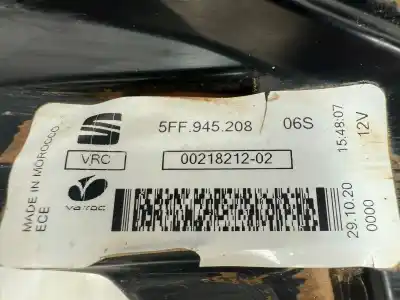 5FF.945.208 06S
VRC 00218212-02
varroc
MADE IN MOROCCO
ECE
15:48:07 12V
29.10.20 0000